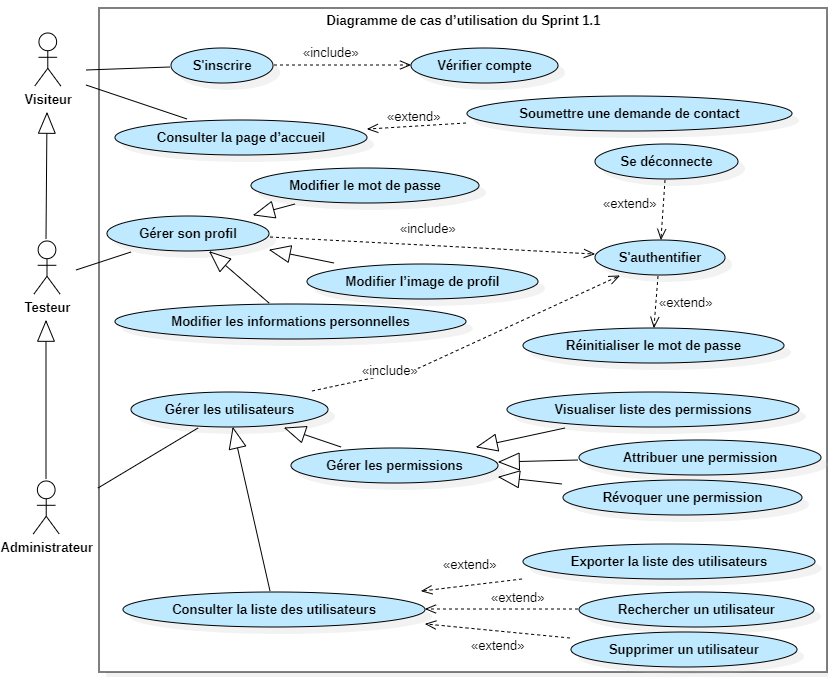 Diagramme de cas d'utilisation du Sprint 1.1
S'inscrire
«include»
Vérifier compte
Visiteur
Consulter la page d'accueil
«extend»
Soumettre une demande de contact
Se déconnecte
Modifier le mot de passe
«extend»
Gérer son profil
«include»
S'authentifier
Modifier l'image de profil
Testeur
«extend»
Modifier les informations personnelles
Réinitialiser le mot de passe
«include»
Gérer les utilisateurs
Visualiser liste des permissions
Gérer les permissions
Attribuer une permission
Révoquer une permission
Administrateur
«extend»
Exporter la liste des utilisateurs
Consulter la liste des utilisateurs
«extend»
Rechercher un utilisateur
«extend»
Supprimer un utilisateur